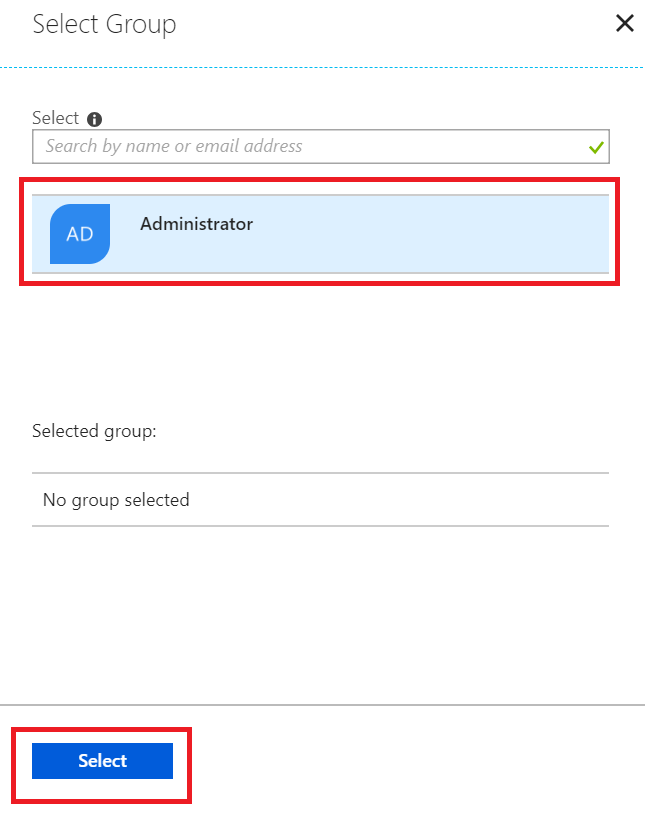 Select Group
Select
Search by name or email address
AD
Administrator
Selected group:
No group selected
Select